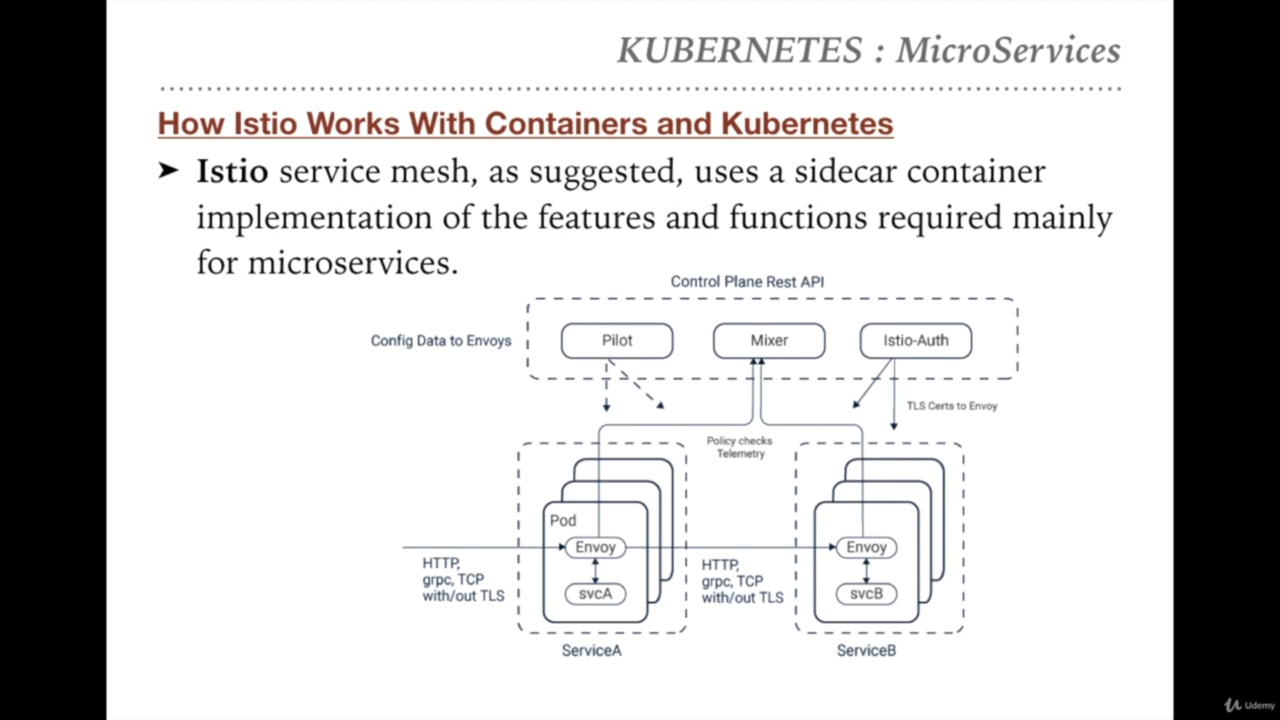 KUBERNETES : MicroServices
How Istio Works With Containers and Kubernetes
➤ Istio service mesh, as suggested, uses a sidecar container
implementation of the features and functions required mainly
for microservices.
Control Plane Rest API
Config Data to Envoys
Pilot
Mixer
Istio-Auth
TLS Certs to Envoy
Policy checks
Telemetry
Pod
Envoy
Envoy
HTTP,
grpc, TCP
with/out TLS
svcA
HTTP,
grpc, TCP
with/out TLS
svcB
ServiceA
ServiceB
Udemy